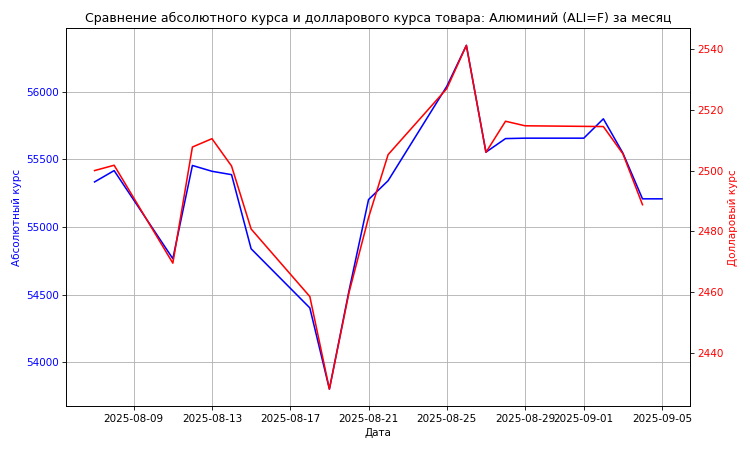 Сравнение абсолютного курса и долларового курса товара: Алюминий (ALI=F) за месяц
56000
55500
55000
54500
54000
Абсолютный курс
2540
2520
2500
2480
2460
2440
Долларовый курс
2025-08-09 2025-08-13 2025-08-17 2025-08-21 2025-08-25 2025-08-29 2025-09-01 2025-09-05
Дата